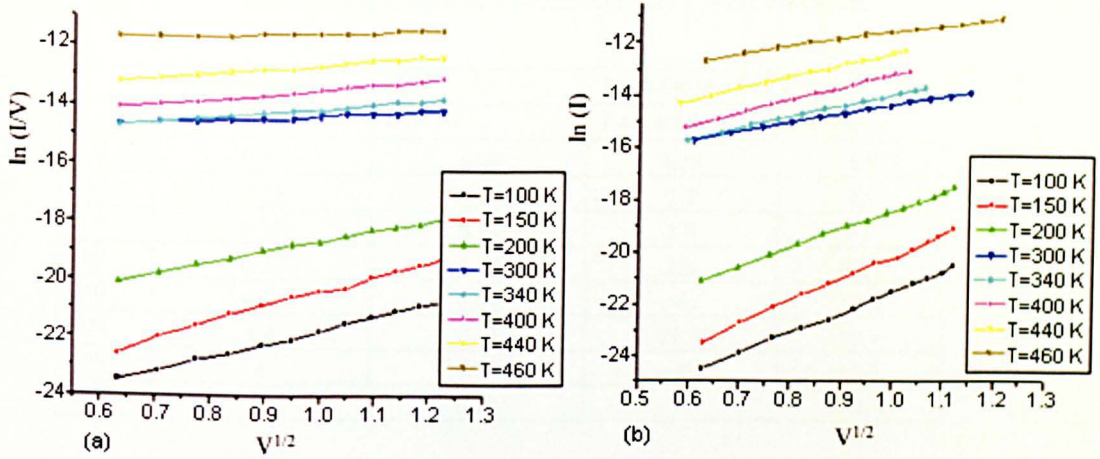 -12
-14
-16
-18
-20
-22
-24
ln (I/V)
0.6 0.7 0.8 0.9 1.0 1.1 1.2 1.3
(a)
V1/2
T=100 K
T=150 K
T=200 K
T=300 K
T=340 K
T=400 K
T=440 K
T=460 K
-12
-14
-16
-18
-20
-22
-24
ln (I)
0.5 0.6 0.7 0.8 0.9 1.0 1.1 1.2 1.3
(b)
V1/2
T=100 K
T=150 K
T=200 K
T=300 K
T=340 K
T=400 K
T=440 K
T=460 K